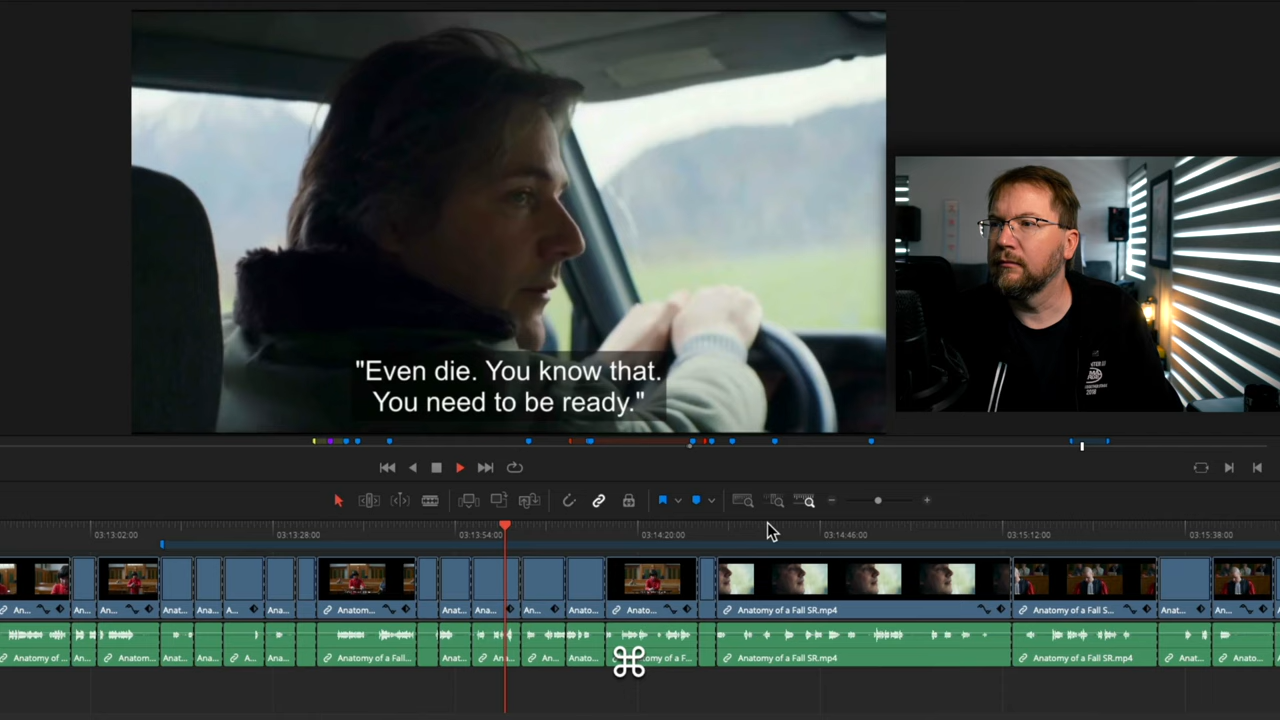 "Even die. You know that.
You need to be ready."
03:13:02:00
03:13:28:00
03:13:54:00
03:14:20:00
03:14:46:00
03:15:12:00
03:15:38:00
An...
Ana...
An...
Anat...
Ana...
A...
Anatom...
Anat...
Ana...
An...
Anato...
Anato...
Anatomy of a Fall SR.mp4
Anatomy of a Fall S...
Anat...
An...
Anatomy of ...
Ana...
Anatom...
Anat...
Ana...
A...
Anatomy of a Fall...
Anat...
An...
An...
Anato...
omy of a F...
Anatomy of a Fall SR.mp4
Anatomy of a Fall SR.mp4
Anat...
Anato...